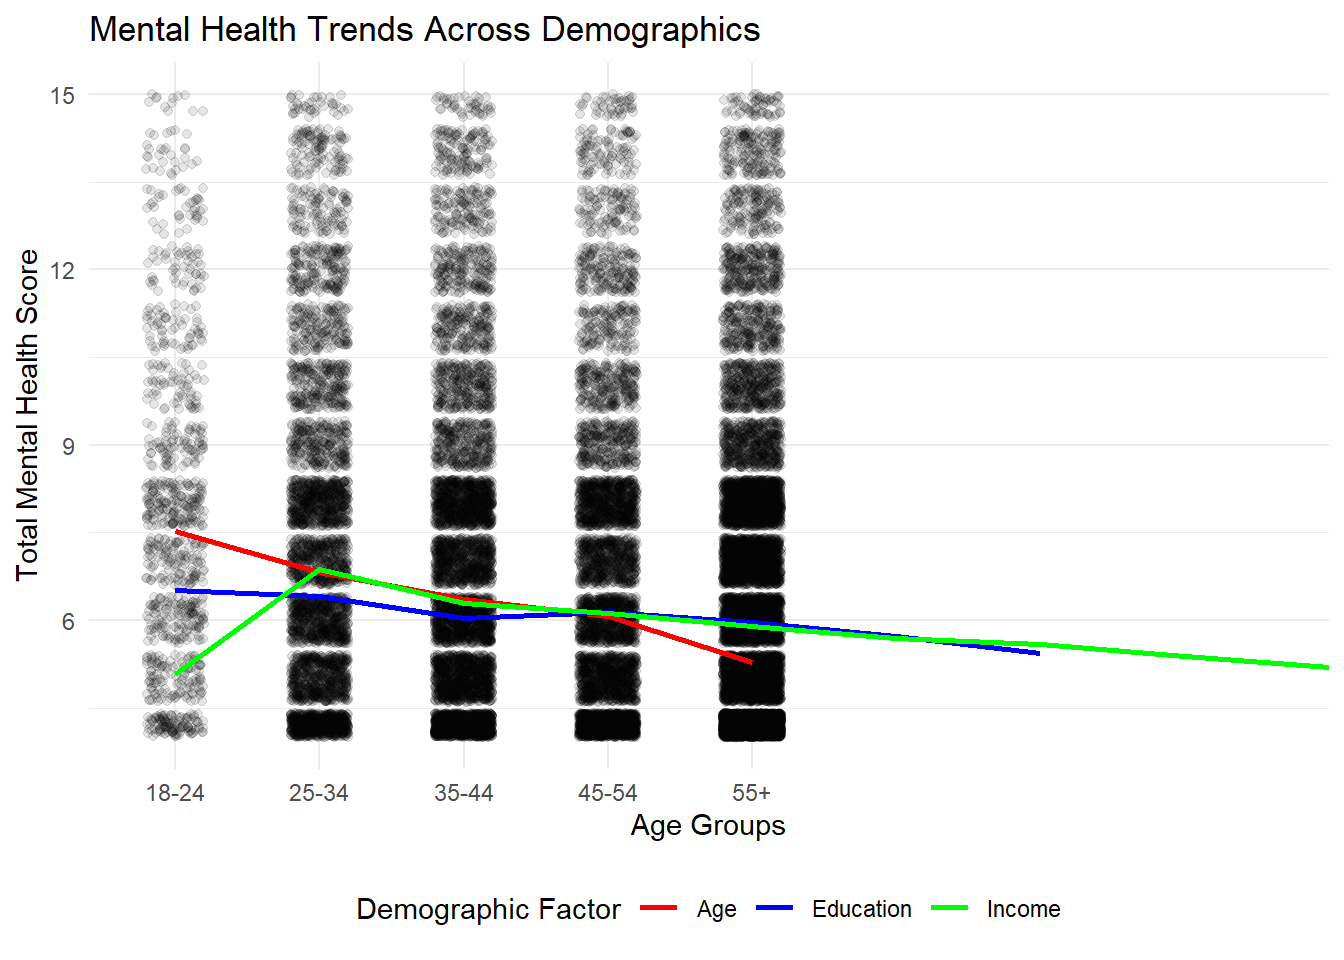 Mental Health Trends Across Demographics
15
12
9
6
Total Mental Health Score
18-24 25-34 35-44 45-54 55+
Age Groups
Demographic Factor Age Education Income